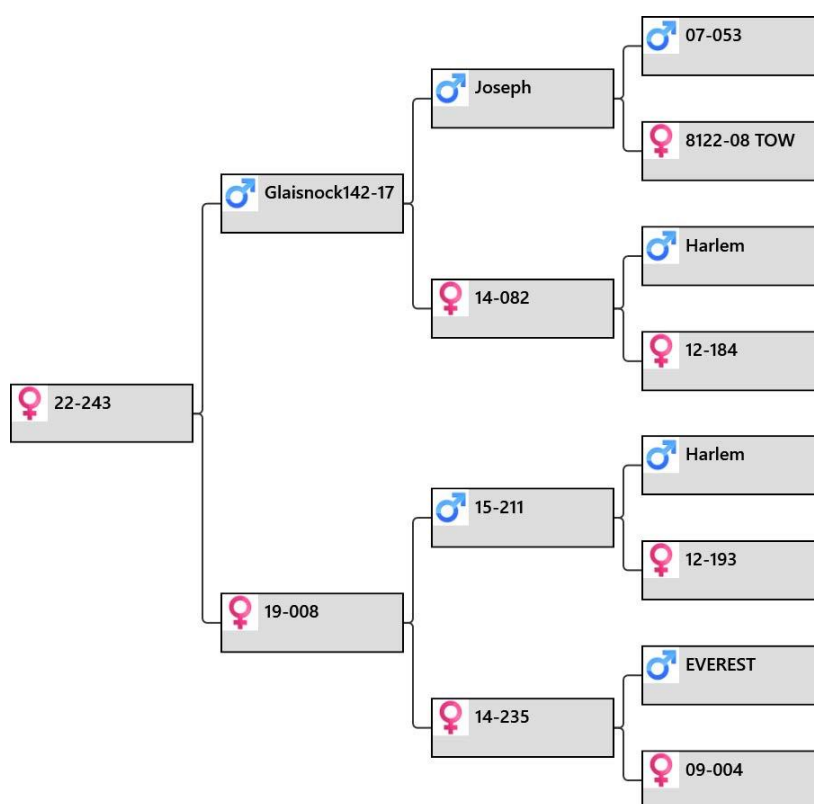 07-053
Joseph
8122-08 TOW
Glaisnock142-17
Harlem
14-082
12-184
22-243
Harlem
15-211
12-193
19-008
EVEREST
14-235
09-004